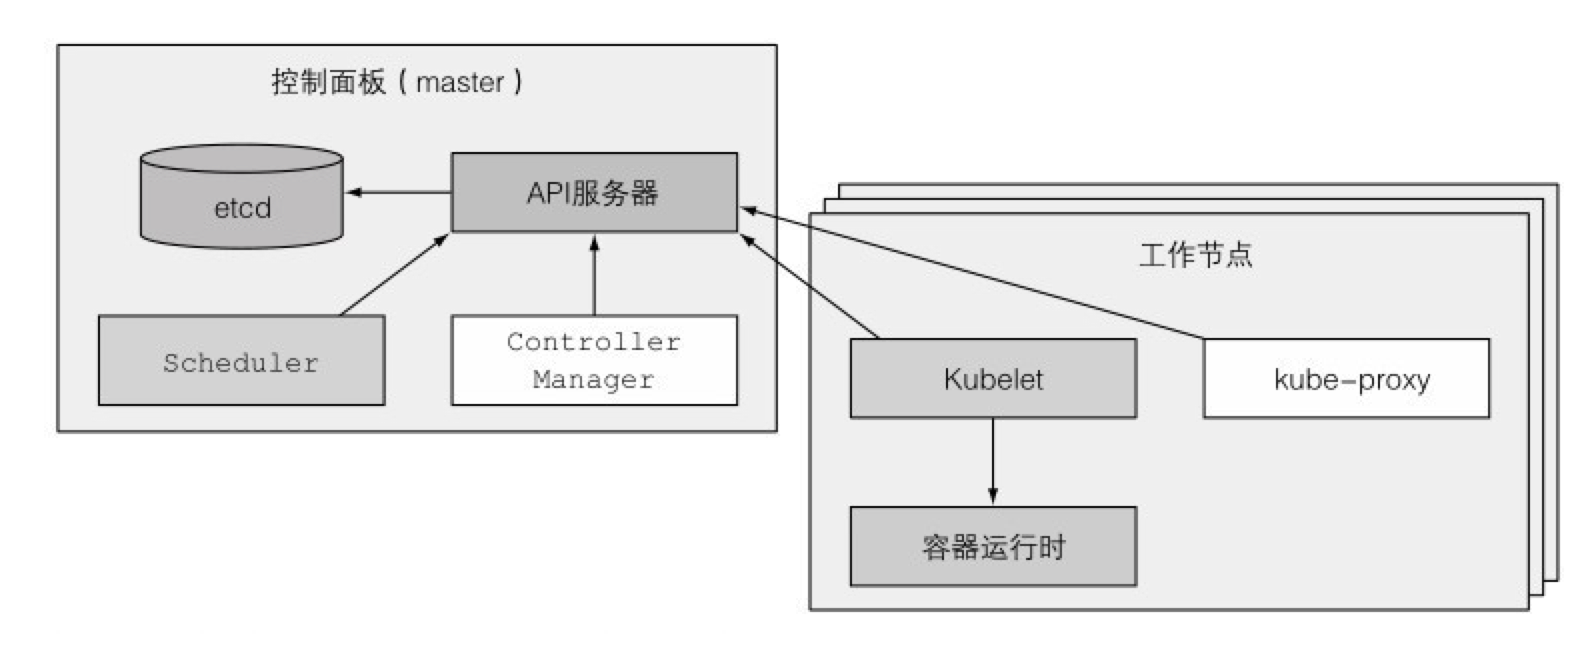 控制面板（master）
etcd
API服务器
Scheduler
Controller
Manager
工作节点
Kubelet
kube-proxy
容器运行时